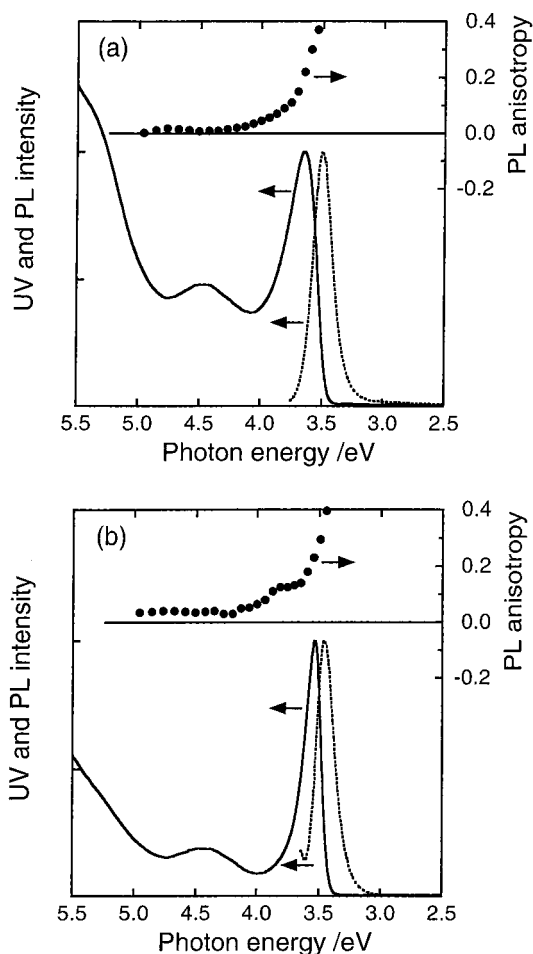 (a)
0.4
0.2
0.0
-0.2
PL anisotropy
UV and PL intensity
5.5 5.0 4.5 4.0 3.5 3.0 2.5
Photon energy /eV
(b)
0.4
0.2
0.0
-0.2
PL anisotropy
UV and PL intensity
5.5 5.0 4.5 4.0 3.5 3.0 2.5
Photon energy /eV